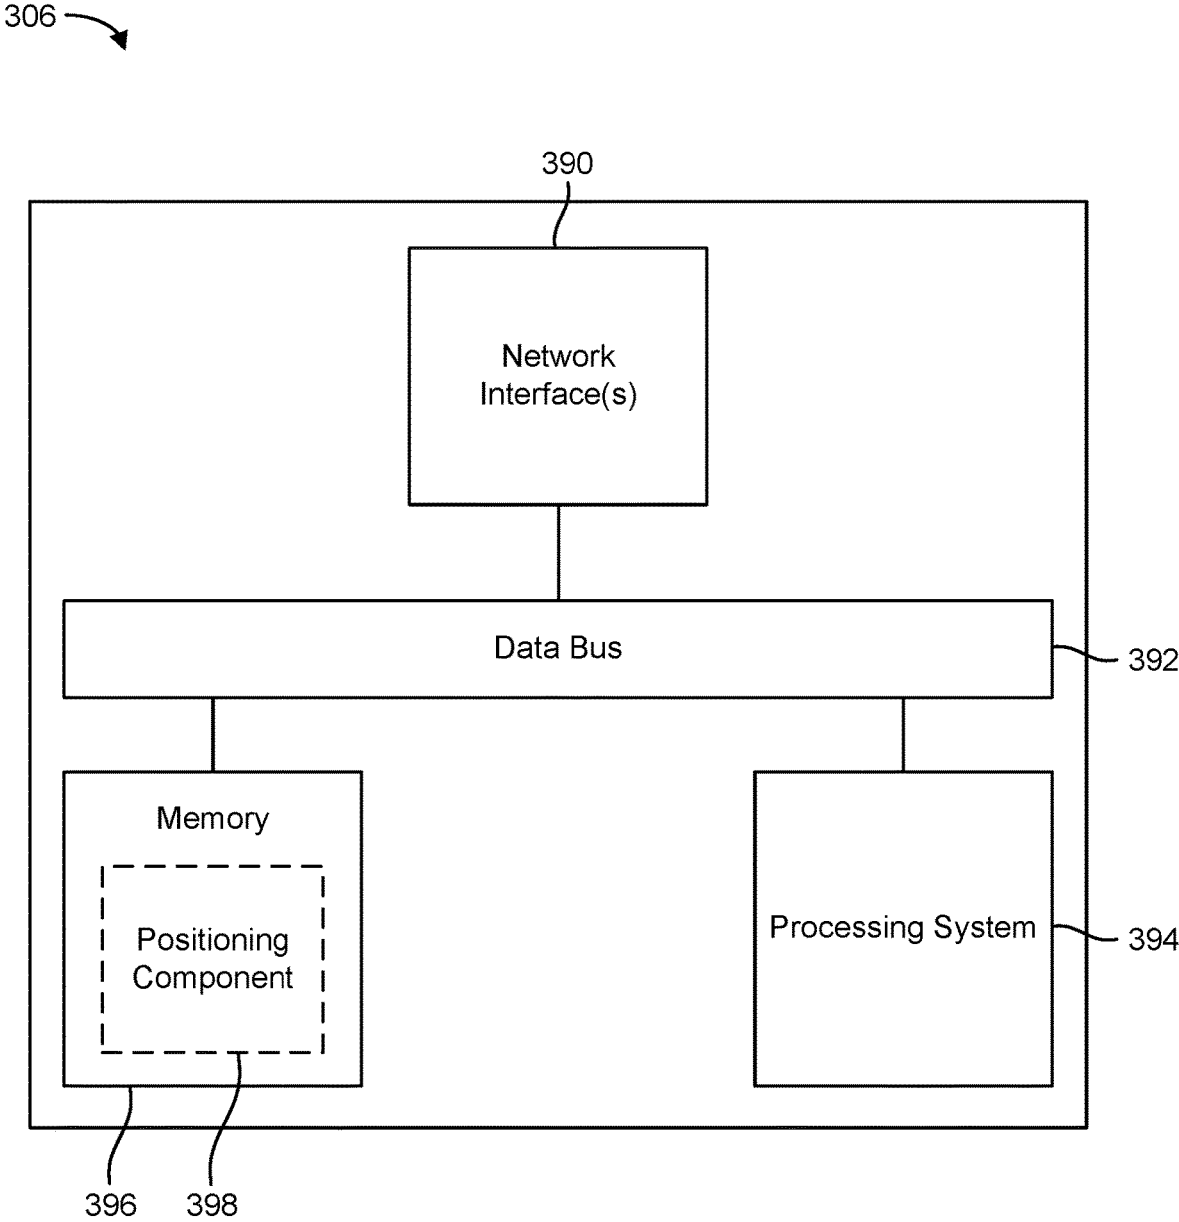 306
390
Network
Interface(s)
Data Bus
392
Memory
Positioning
Component
Processing System
394
396
398